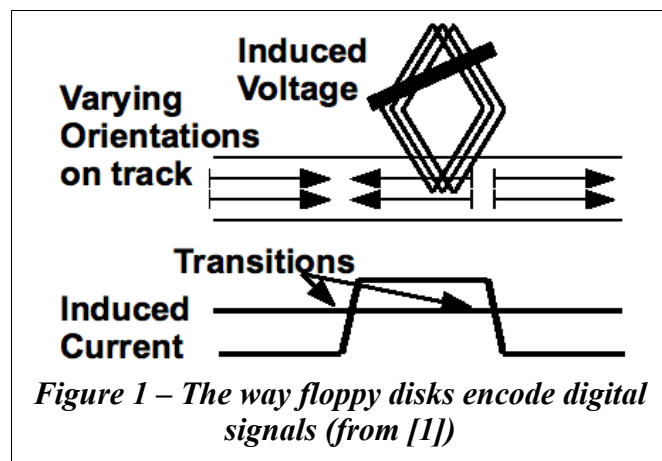 Induced
Voltage
Varying
Orientations
on track
Transitions
Induced
Current
Figure 1 – The way floppy disks encode digital
signals (from [1])